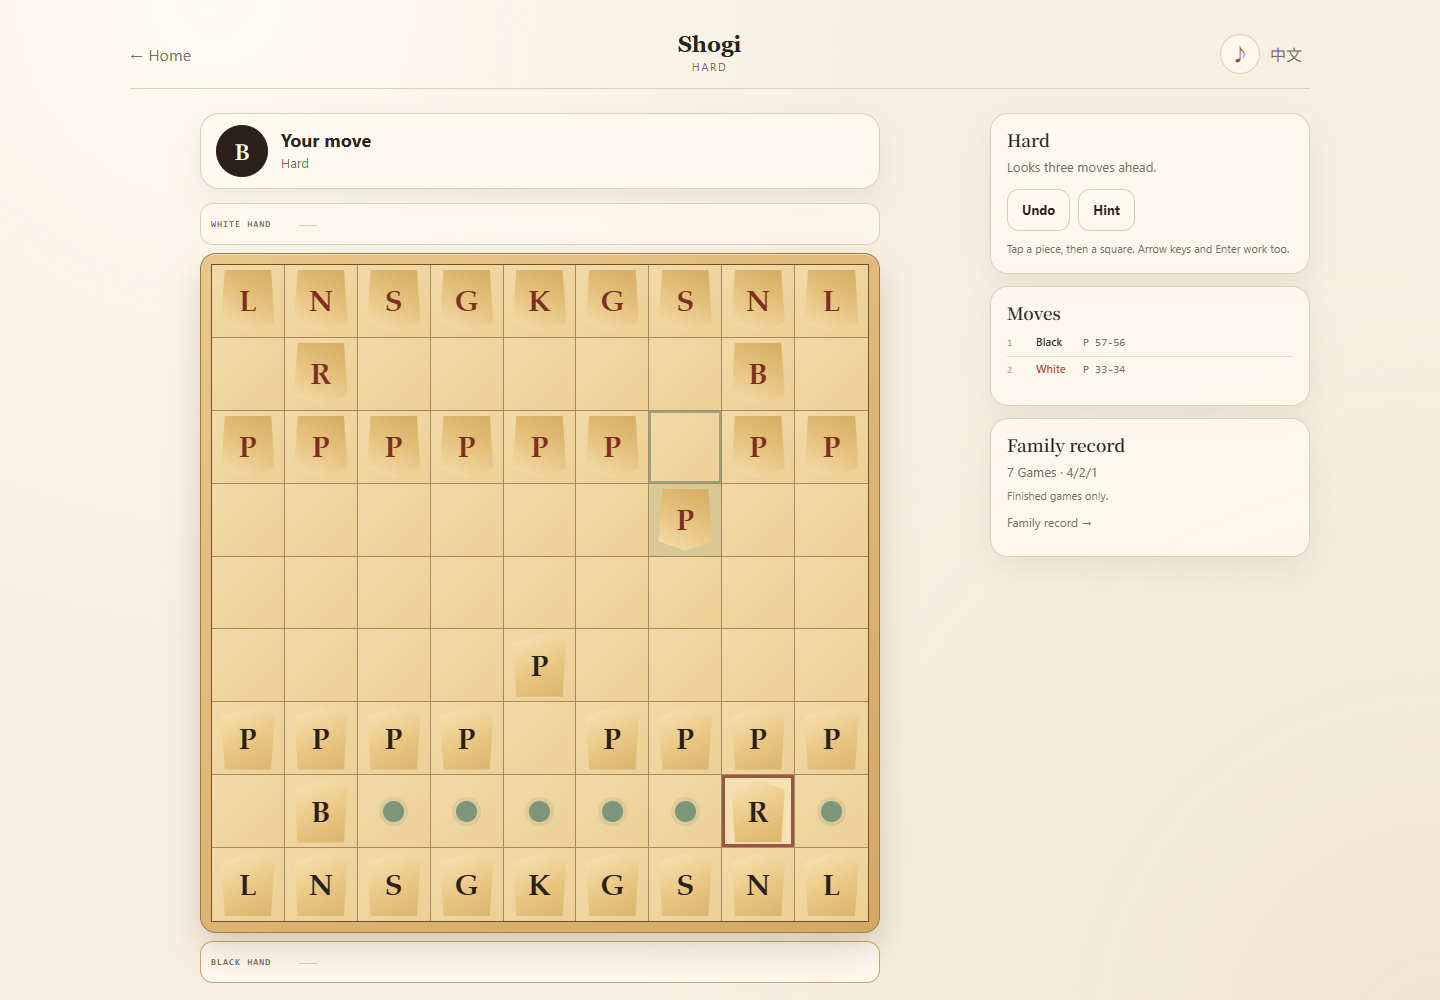 ← Home
Shogi
HARD
♪ 中文
B
Your move
Hard
WHITE HAND —
L N S G K G S N L
R B
P P P P P P P P
P
P
P P P P P P P P
B R
L N S G K G S N L
BLACK HAND —
Hard
Looks three moves ahead.
Undo Hint
Tap a piece, then a square. Arrow keys and Enter work too.
Moves
1 Black P 57-56
2 White P 33-34
Family record
7 Games · 4/2/1
Finished games only.
Family record →